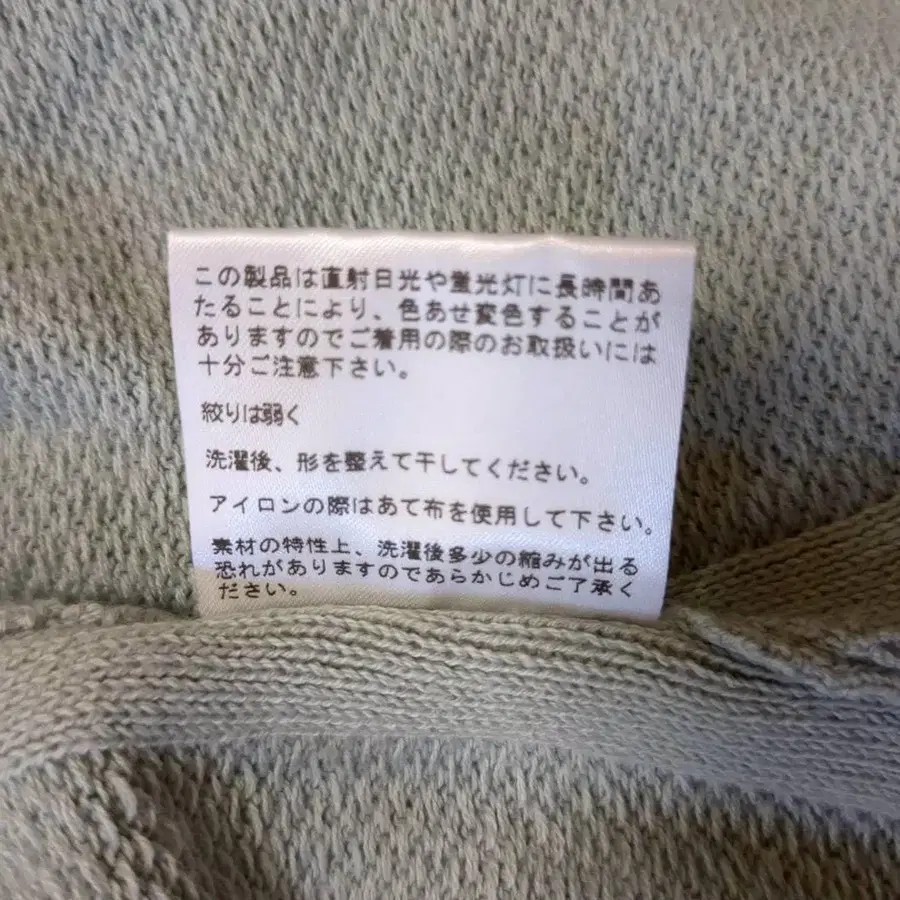 この製品は直射日光や蛍光灯に長時間あ
たることにより、色あせ変色することが
ありますのでご着用の際のお取扱いには
十分ご注意下さい。
絞りは弱く
洗濯後、形を整えて干してください。
アイロンの際はあて布を使用して下さい。
素材の特性上、洗濯後多少の縮みが出る
恐れがありますのであらかじめご了承く
ださい。